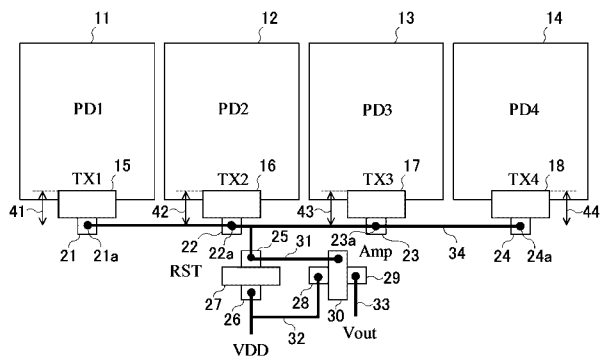 11 12 13 14
PD1 PD2 PD3 PD4
TX1 15 TX2 16 TX3 17 TX4 18
41 42 43 44
21 21a 22 22a 23a 23 34 24 24a
25 31 Amp
RST
27 28 29
26 30 33
32
VDD Vout